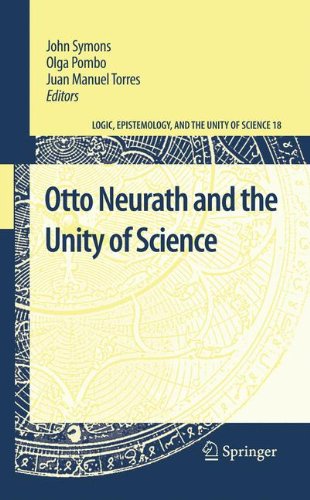 John Symons
Olga Pombo
Juan Manuel Torres
Editors
LOGIC, EPISTEMOLOGY, AND THE UNITY OF SCIENCE 18
Otto Neurath and the
Unity of Science
Springer